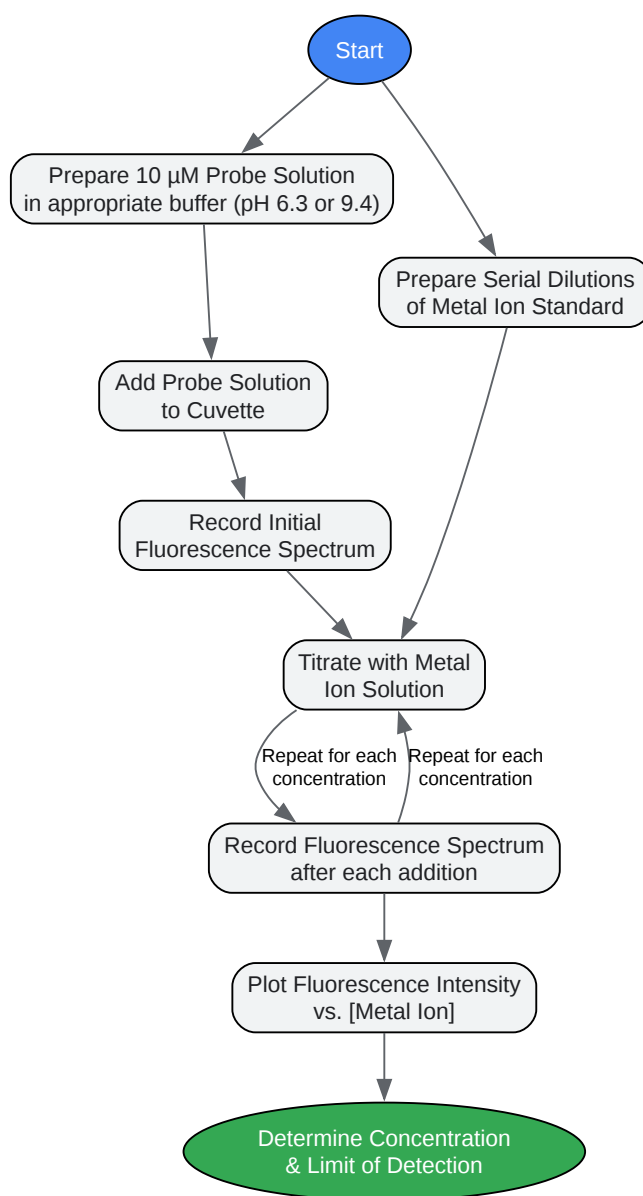 Start
Prepare 10 µM Probe Solution
in appropriate buffer (pH 6.3 or 9.4)
Prepare Serial Dilutions
of Metal Ion Standard
Add Probe Solution
to Cuvette
Record Initial
Fluorescence Spectrum
Titrate with Metal
Ion Solution
Repeat for each
concentration
Repeat for each
concentration
Record Fluorescence Spectrum
after each addition
Plot Fluorescence Intensity
vs. [Metal Ion]
Determine Concentration
& Limit of Detection